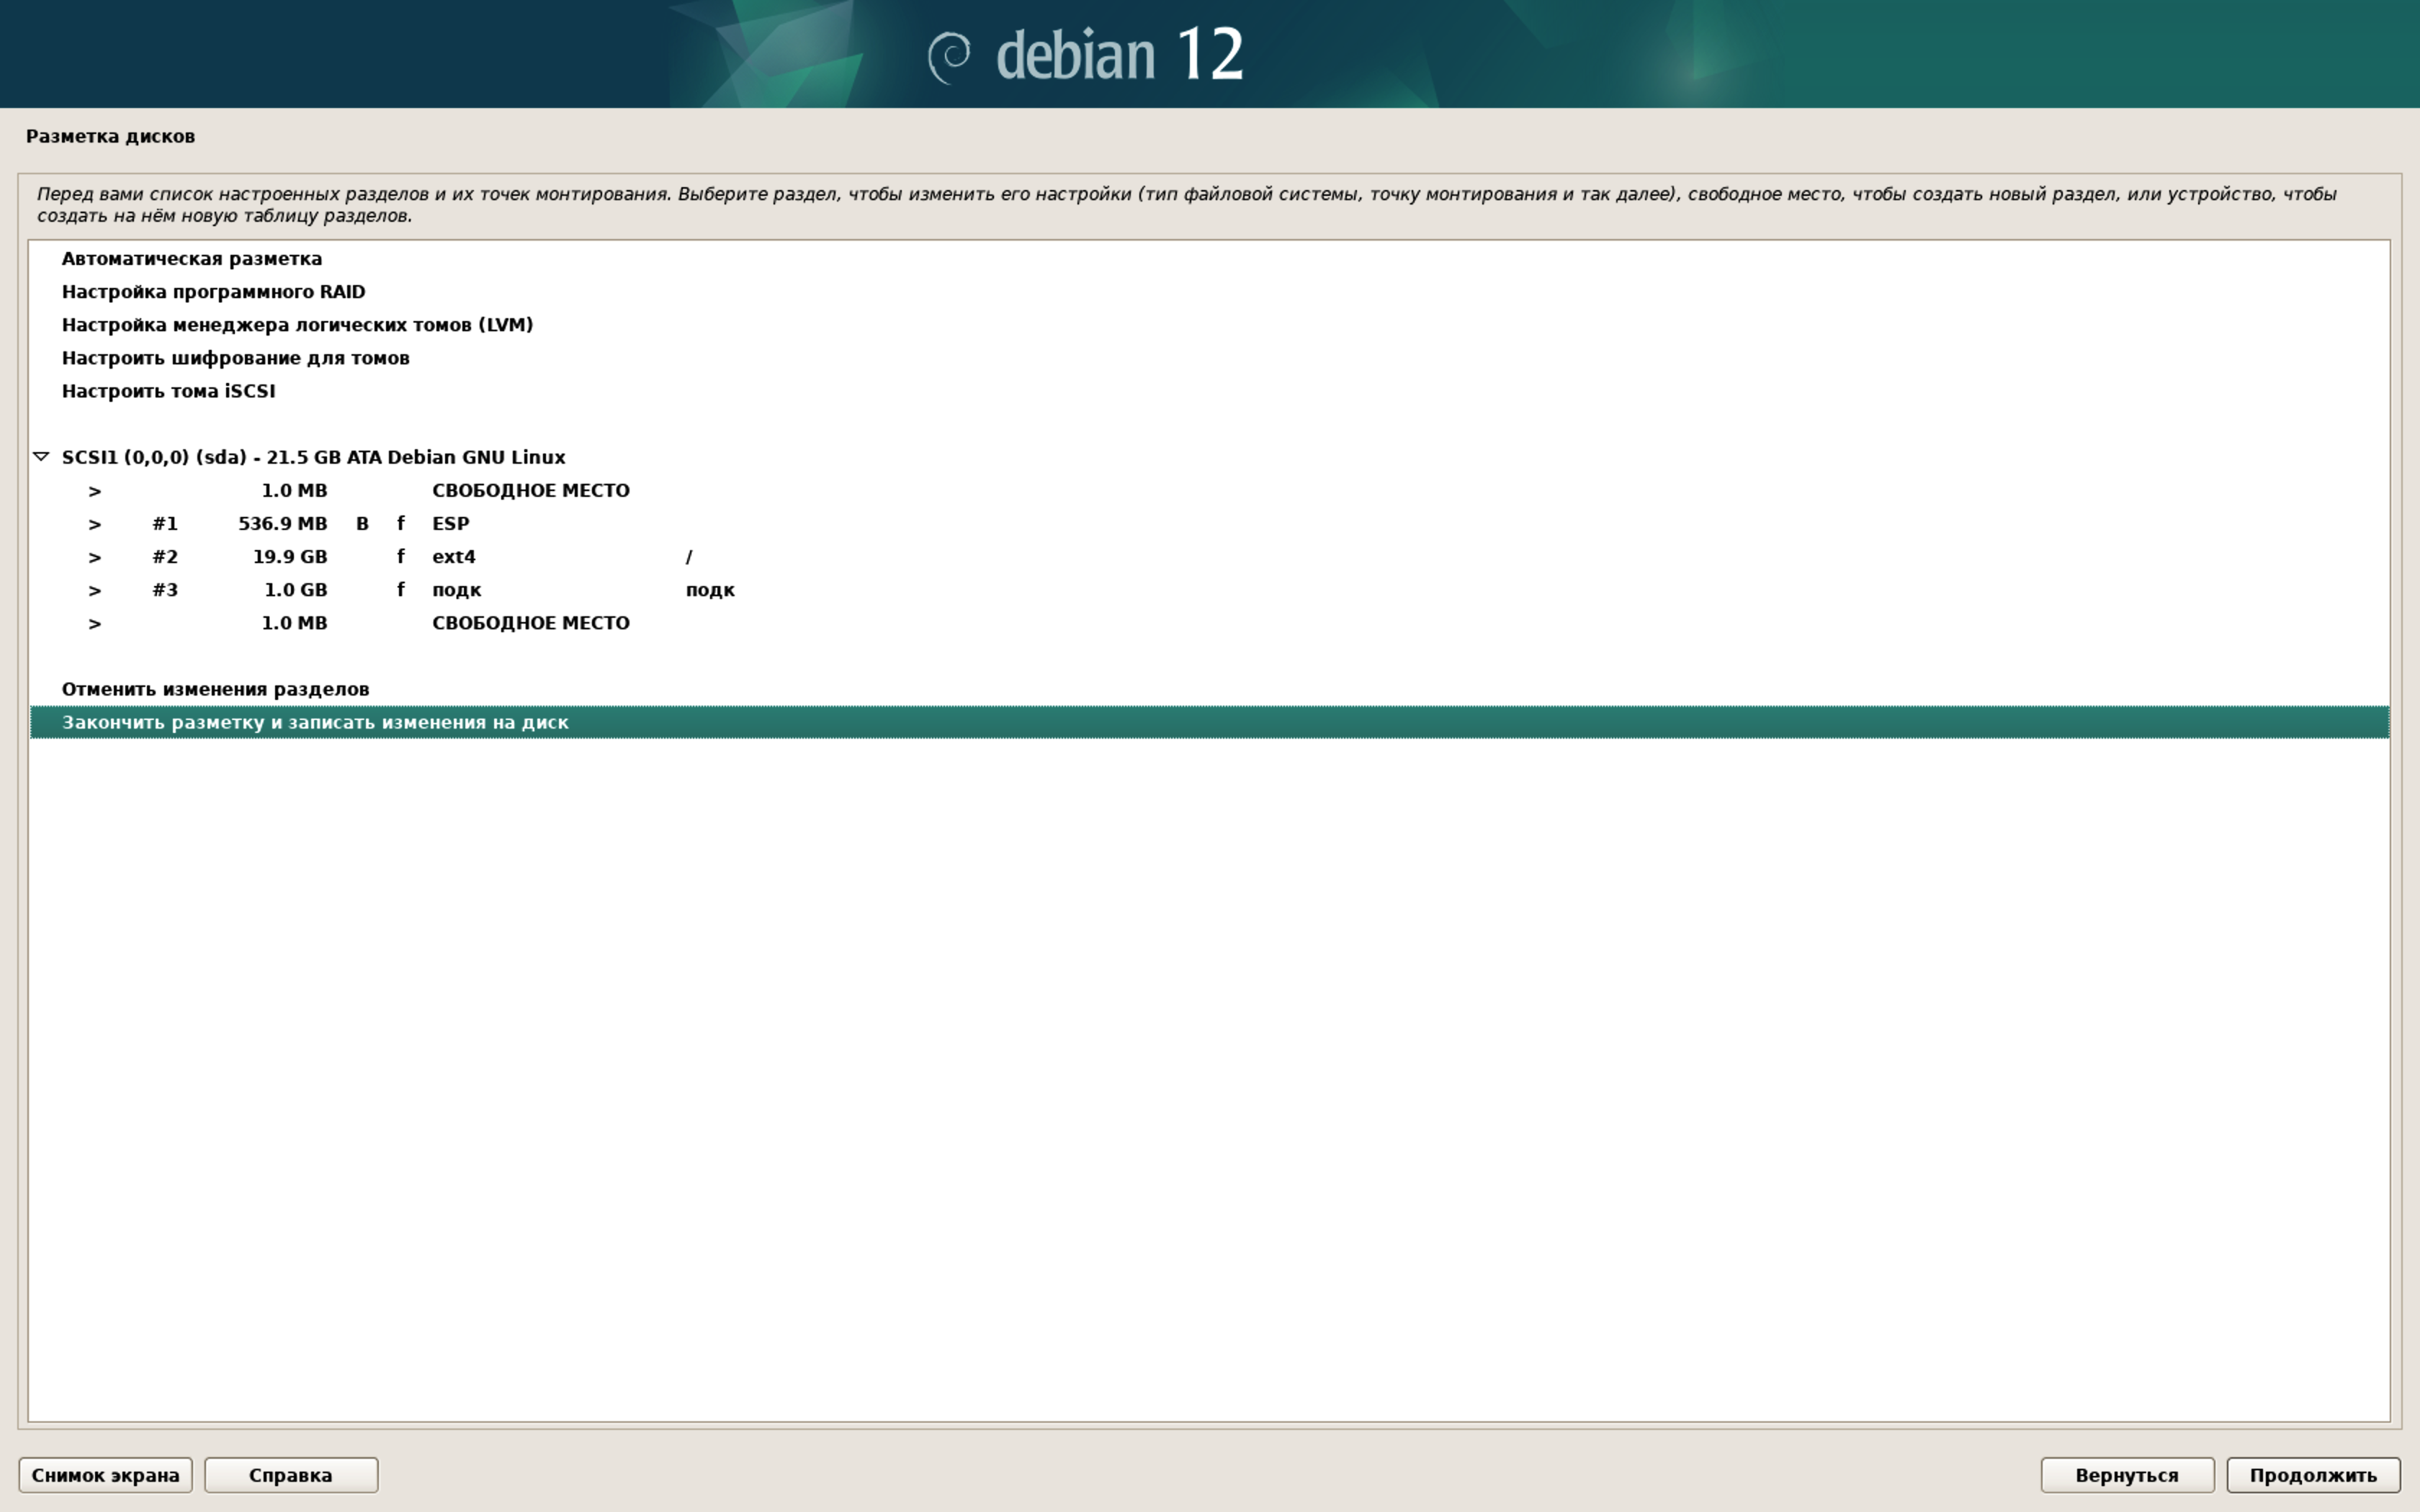 debian 12
Разметка дисков
Перед вами список настроенных разделов и их точек монтирования. Выберите раздел, чтобы изменить его настройки (тип файловой системы, точку монтирования и так далее), свободное место, чтобы создать новый раздел, или устройство, чтобы
создать на нём новую таблицу разделов.
Автоматическая разметка
Настройка программного RAID
Настройка менеджера логических томов (LVM)
Настроить шифрование для томов
Настроить тома iSCSI
SCSI1 (0,0,0) (sda) - 21.5 GB ATA Debian GNU Linux
> 1.0 MB СВОБОДНОЕ МЕСТО
> #1 536.9 MB B f ESP
> #2 19.9 GB f ext4 /
> #3 1.0 GB f подк подк
> 1.0 MB СВОБОДНОЕ МЕСТО
Отменить изменения разделов
Закончить разметку и записать изменения на диск
Снимок экрана Справка Вернуться Продолжить